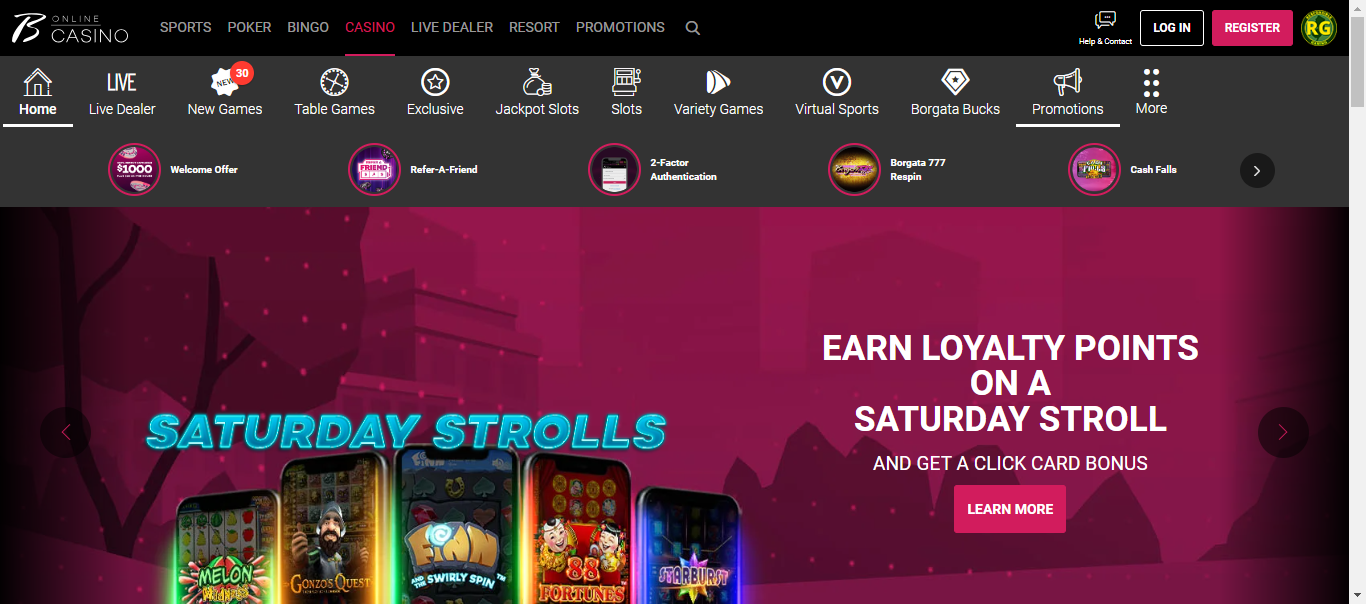 B ONLINE CASINO
SPORTS POKER BINGO CASINO LIVE DEALER RESORT PROMOTIONS
Help & Contact
LOG IN
REGISTER
RG
LIVE
NEW
30
Home Live Dealer New Games Table Games Exclusive Jackpot Slots Slots Variety Games Virtual Sports Borgata Bucks Promotions More
$1000
Welcome Offer
FRIEND
Refer-A-Friend
2-Factor
Authentication
Borgata 777
Respin
Cash Falls
EARN LOYALTY POINTS
ON A
SATURDAY STROLL
AND GET A CLICK CARD BONUS
LEARN MORE
SATURDAY STROLLS
MELON
GONZO'S QUEST
FINN
AND THE SWIRLY SPIN™
88
FORTUNES
STARBURST